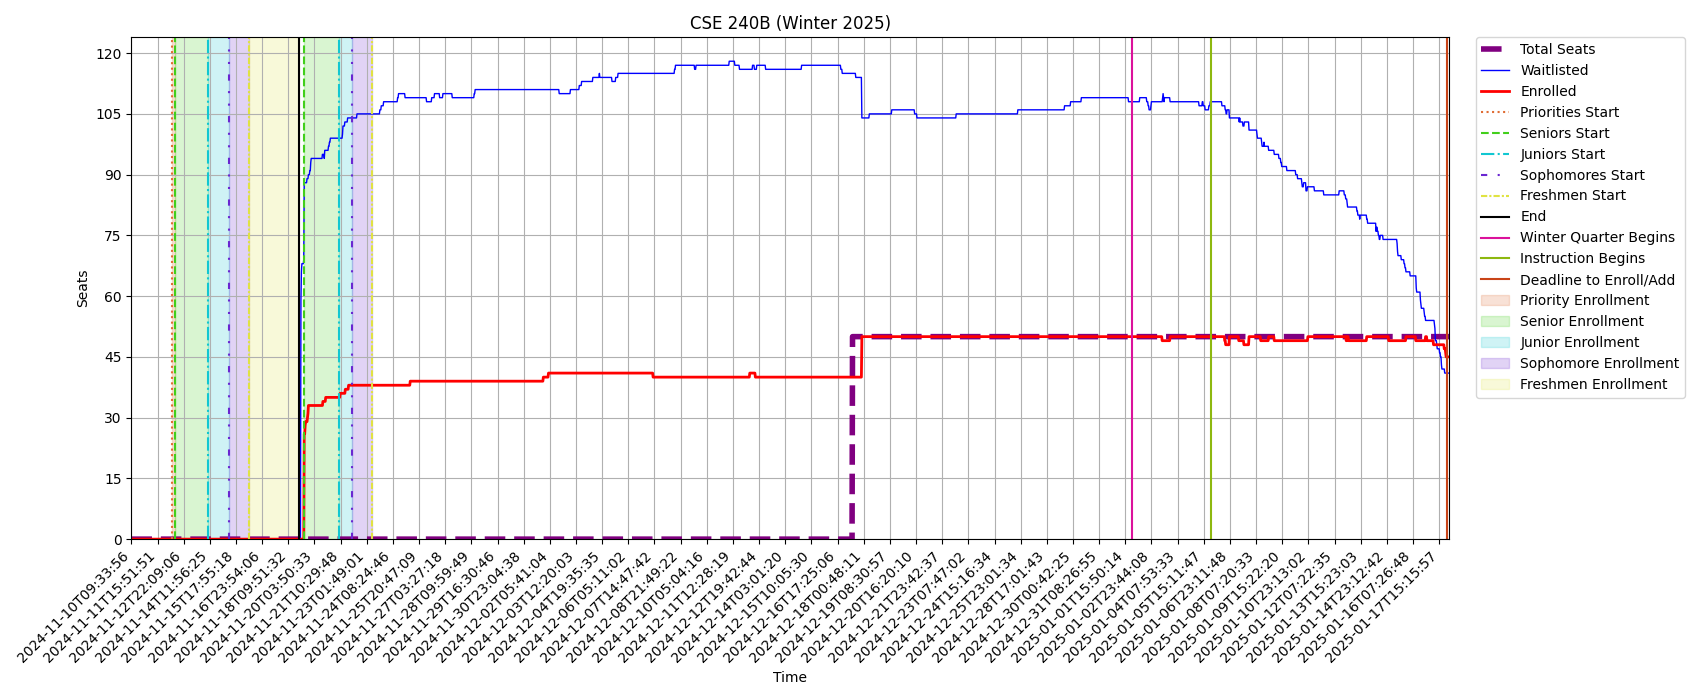 CSE 240B (Winter 2025)
Seats
120
105
90
75
60
45
30
15
0
2024-11-10T09:33:56
2024-11-11T15:51:51
2024-11-12T22:09:06
2024-11-14T11:56:25
2024-11-15T17:55:18
2024-11-16T23:54:06
2024-11-18T09:51:32
2024-11-20T03:50:33
2024-11-21T10:29:48
2024-11-23T01:49:01
2024-11-24T08:24:46
2024-11-25T20:47:09
2024-11-27T03:27:18
2024-11-28T09:59:49
2024-11-29T16:30:46
2024-11-30T23:04:38
2024-12-02T05:41:04
2024-12-03T12:20:03
2024-12-04T19:35:35
2024-12-06T05:11:02
2024-12-07T14:47:42
2024-12-08T21:49:22
2024-12-10T05:04:16
2024-12-11T12:28:19
2024-12-12T19:42:44
2024-12-14T03:01:20
2024-12-15T10:05:30
2024-12-16T17:25:06
2024-12-18T00:48:11
2024-12-19T08:30:57
2024-12-20T16:20:10
2024-12-21T23:42:37
2024-12-23T07:47:02
2024-12-24T15:16:34
2024-12-25T23:01:34
2024-12-28T17:01:43
2024-12-30T00:42:25
2024-12-31T08:26:55
2025-01-01T15:50:14
2025-01-02T23:44:08
2025-01-04T07:53:33
2025-01-05T15:11:47
2025-01-06T23:11:48
2025-01-08T07:20:33
2025-01-09T15:22:20
2025-01-10T23:13:02
2025-01-12T07:22:35
2025-01-13T15:23:03
2025-01-14T23:12:42
2025-01-16T07:26:48
2025-01-17T15:15:57
Time
Total Seats
Waitlisted
Enrolled
Priorities Start
Seniors Start
Juniors Start
Sophomores Start
Freshmen Start
End
Winter Quarter Begins
Instruction Begins
Deadline to Enroll/Add
Priority Enrollment
Senior Enrollment
Junior Enrollment
Sophomore Enrollment
Freshmen Enrollment